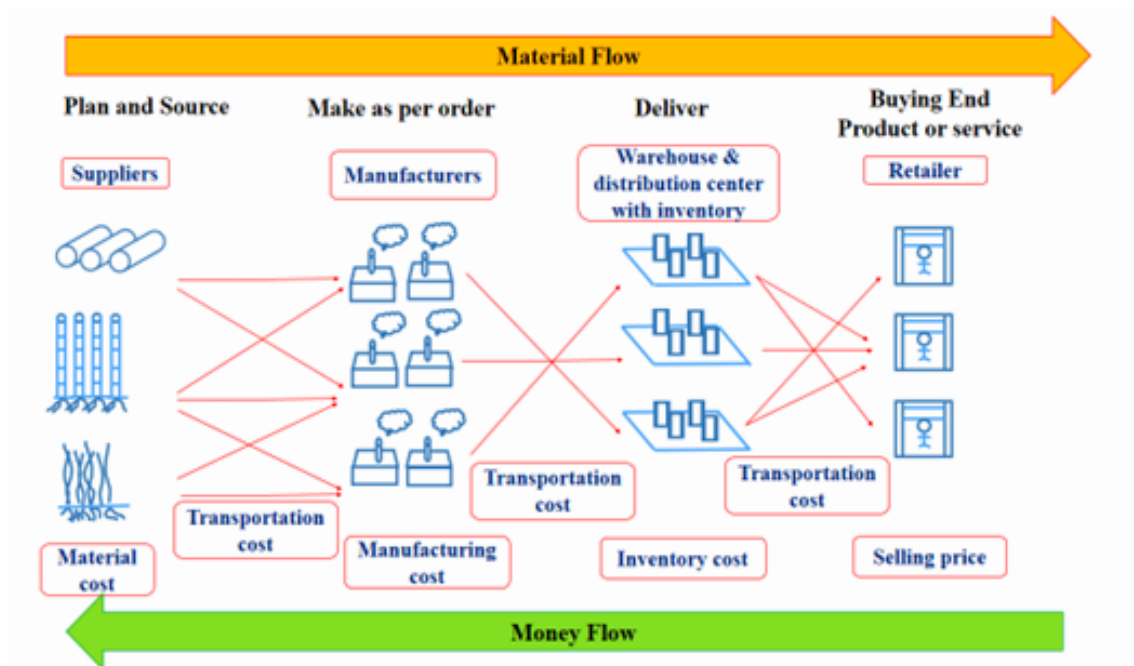 Material Flow
Plan and Source
Make as per order
Deliver
Buying End
Product or service
Suppliers
Manufacturers
Warehouse &
distribution center
with inventory
Retailer
Transportation
cost
Transportation
cost
Transportation
cost
Material
cost
Manufacturing
cost
Inventory cost
Selling price
Money Flow